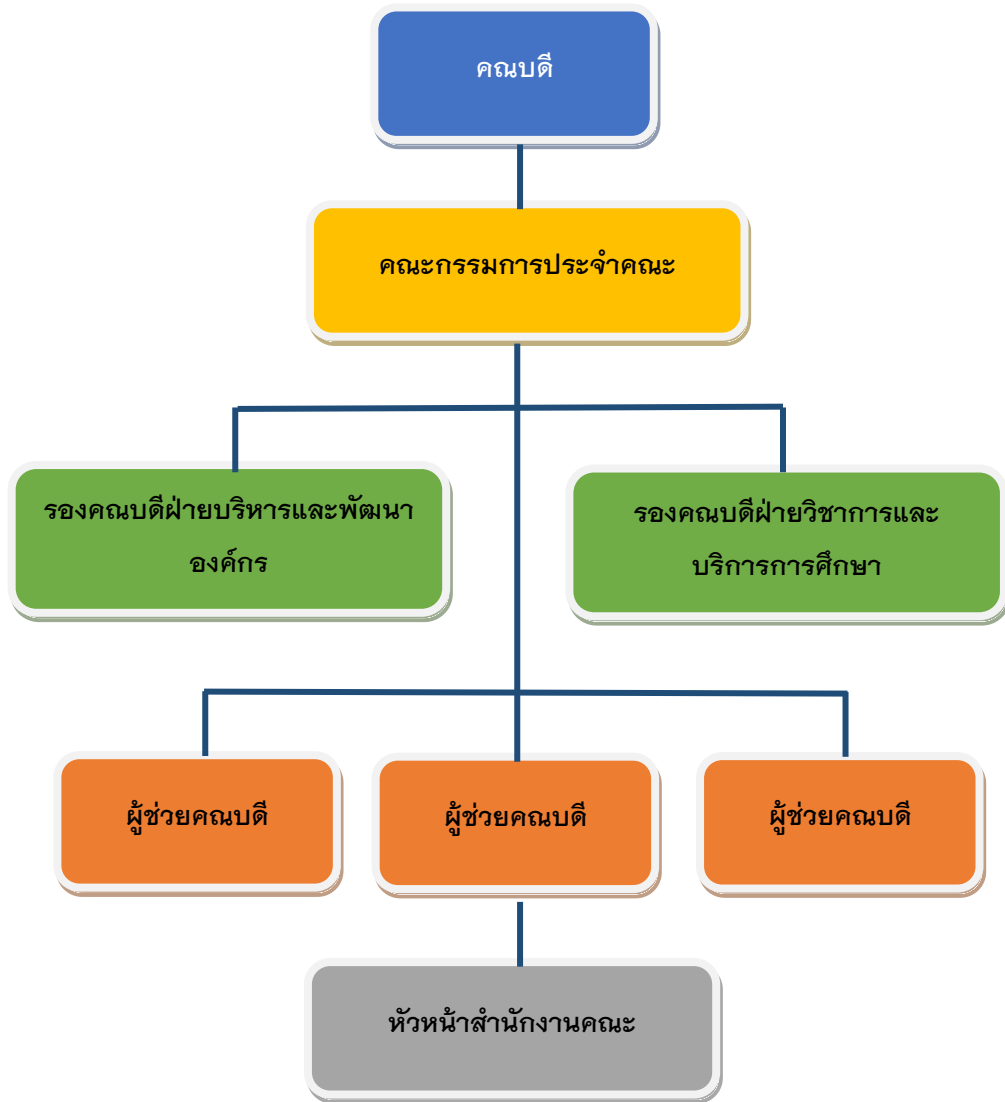 คณบดี
คณะกรรมการประจำคณะ
รองคณบดีฝ่ายบริหารและพัฒนา
องค์กร
รองคณบดีฝ่ายวิชาการและ
บริการการศึกษา
ผู้ช่วยคณบดี
ผู้ช่วยคณบดี
ผู้ช่วยคณบดี
หัวหน้าสำนักงานคณะ